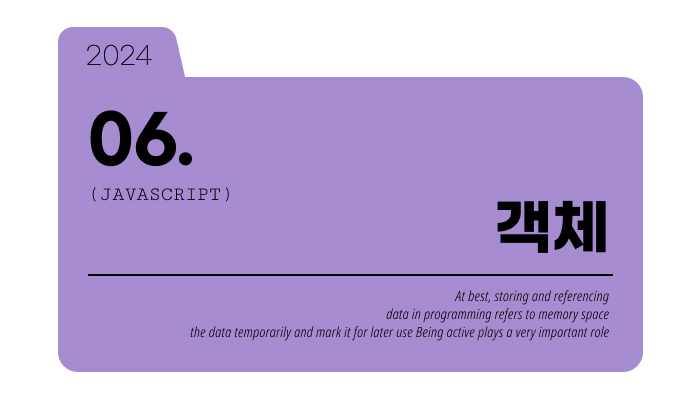 2024
06.
(JAVASCRIPT)
객체
At best, storing and referencing
data in programming refers to memory space
the data temporarily and mark it for later use Being active plays a very important role